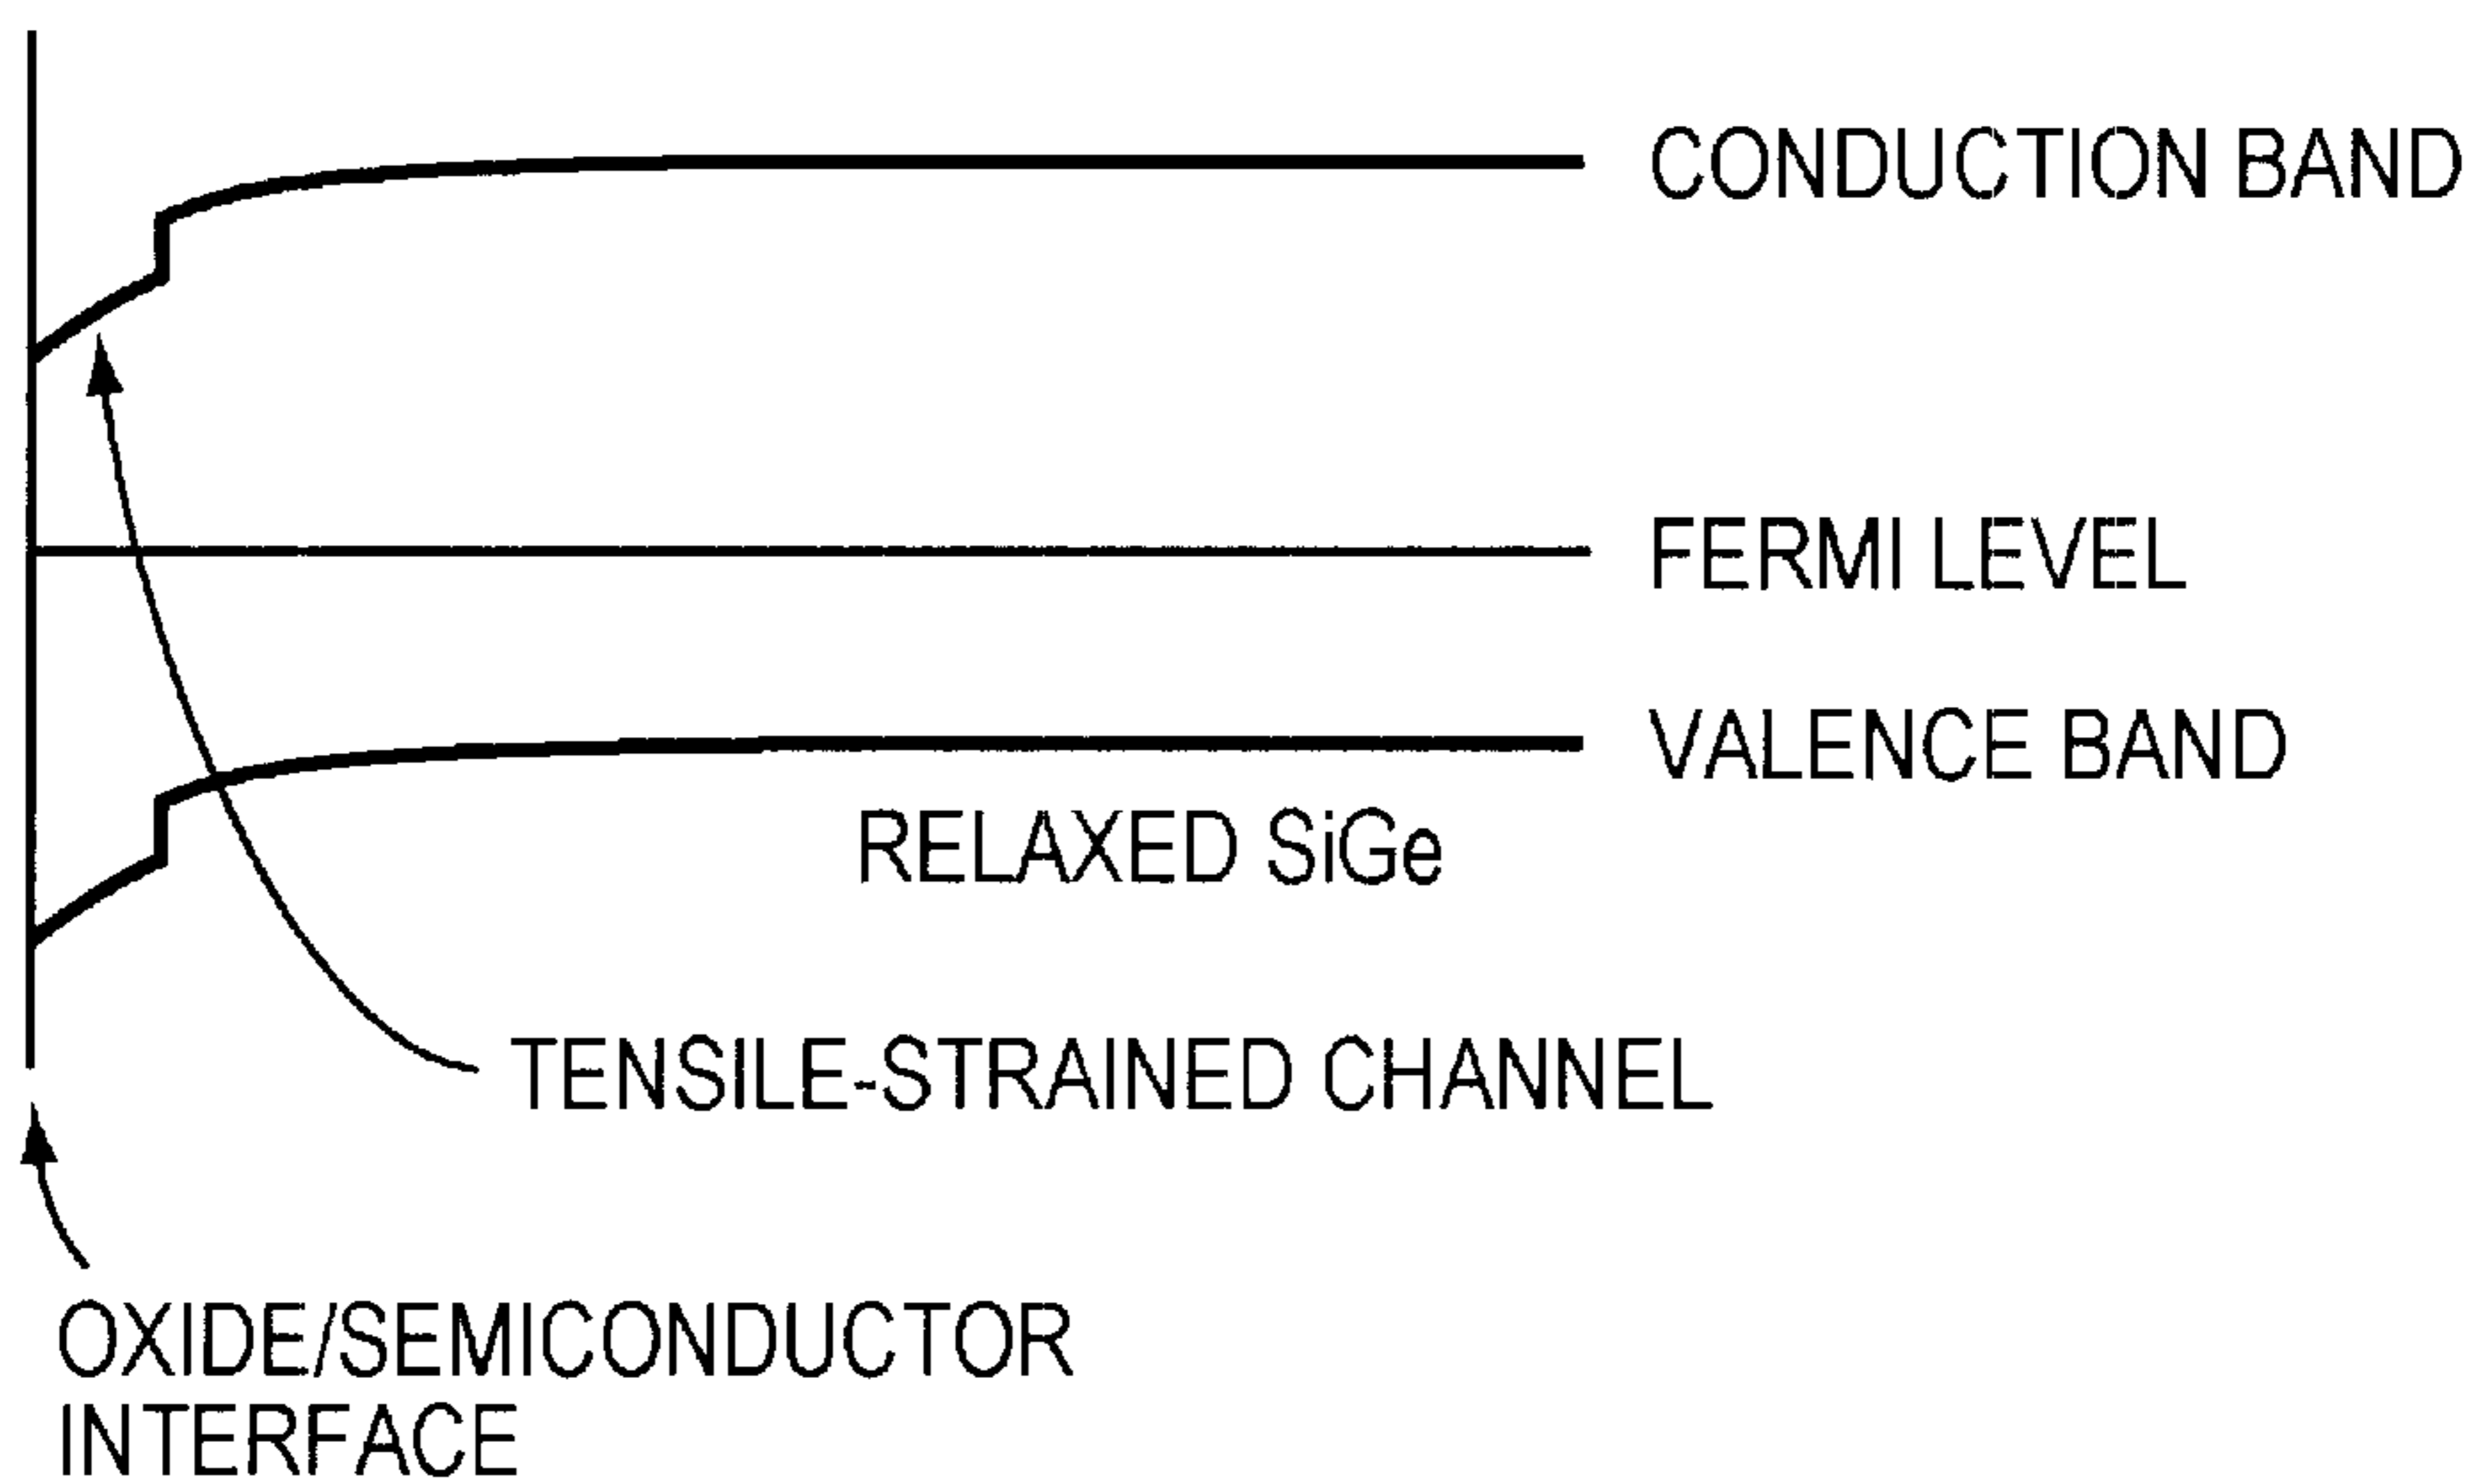 CONDUCTION BAND
FERMI LEVEL
VALENCE BAND
RELAXED SiGe
TENSILE-STRAINED CHANNEL
OXIDE/SEMICONDUCTOR
INTERFACE